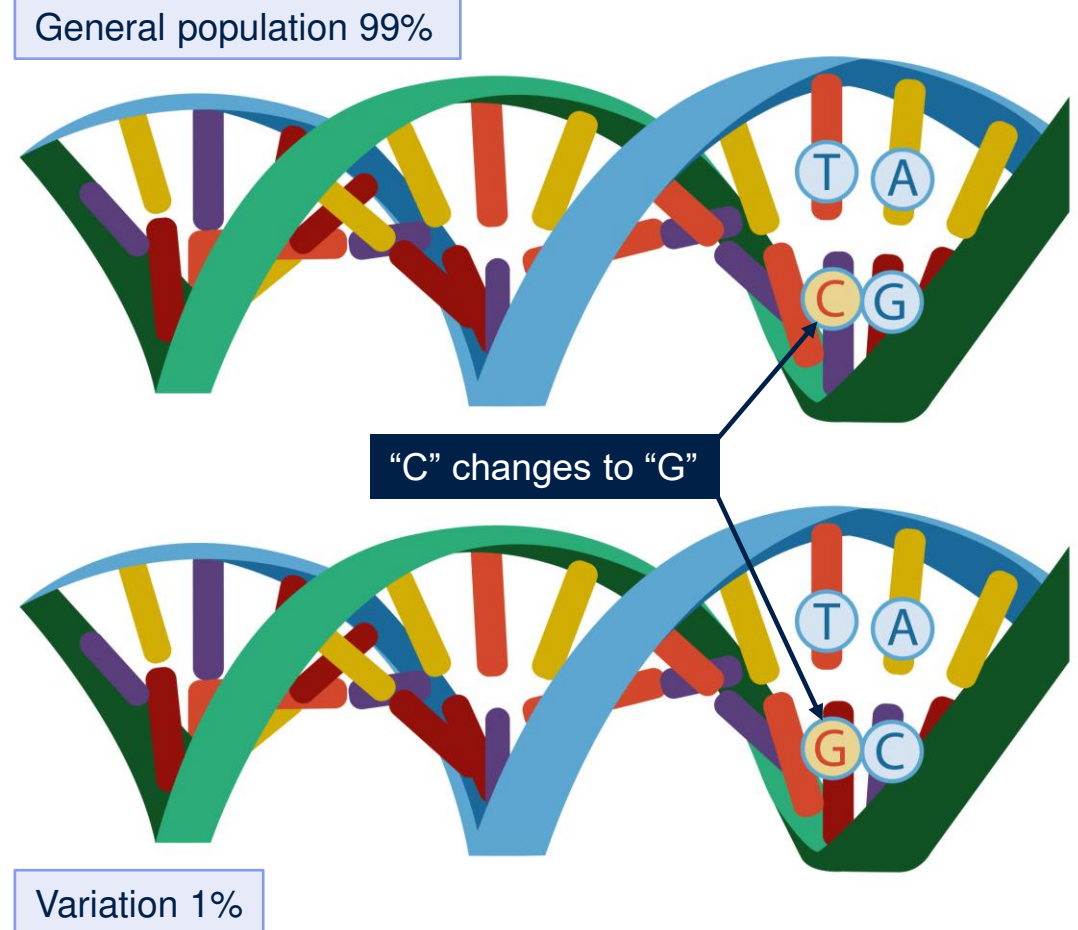 General population 99%
T A
C G
“C” changes to “G”
T A
G C
Variation 1%